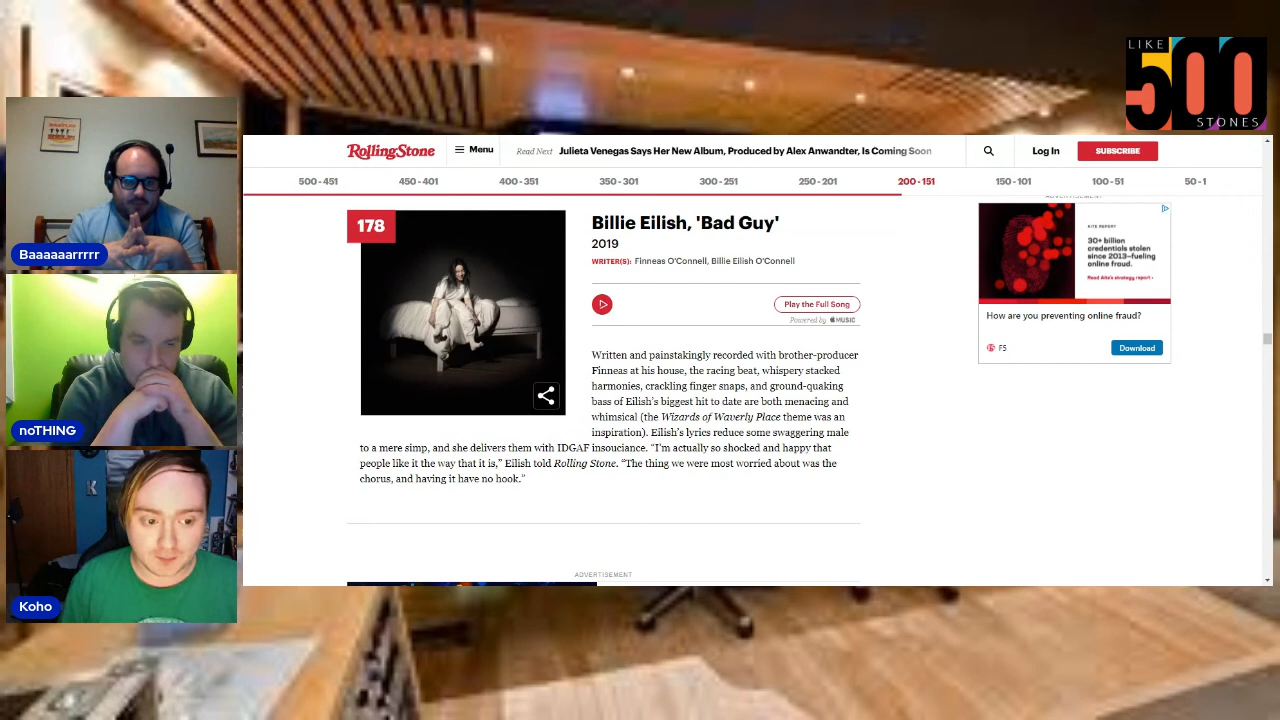 LIKE
500
STONES
Baaaaaarrrrr
noTHING
Koho
RollingStone
Menu
Read Next Julieta Venegas Says Her New Album, Produced by Alex Anwandter, Is Coming Soon
Log In
SUBSCRIBE
500 - 451
450 - 401
400 - 351
350 - 301
300 - 251
250 - 201
200 - 151
150 - 101
100 - 51
50 - 1
178
Billie Eilish, 'Bad Guy'
2019
WRITER(S): Finneas O'Connell, Billie Eilish O'Connell
Play the Full Song
Powered by MUSIC
Written and painstakingly recorded with brother-producer
Finneas at his house, the racing beat, whispery stacked
harmonies, crackling finger snaps, and ground-quaking
bass of Eilish's biggest hit to date are both menacing and
whimsical (the Wizards of Waverly Place theme was an
inspiration). Eilish's lyrics reduce some swaggering male
to a mere simp, and she delivers them with IDGAF insouciance. “I'm actually so shocked and happy that
people like it the way that it is,” Eilish told Rolling Stone. “The thing we were most worried about was the
chorus, and having it have no hook.”
ADVERTISEMENT
ADVERTISEMENT
30+ billion
credentials stolen
since 2013–fueling
online fraud.
How are you preventing online fraud?
F5
Download